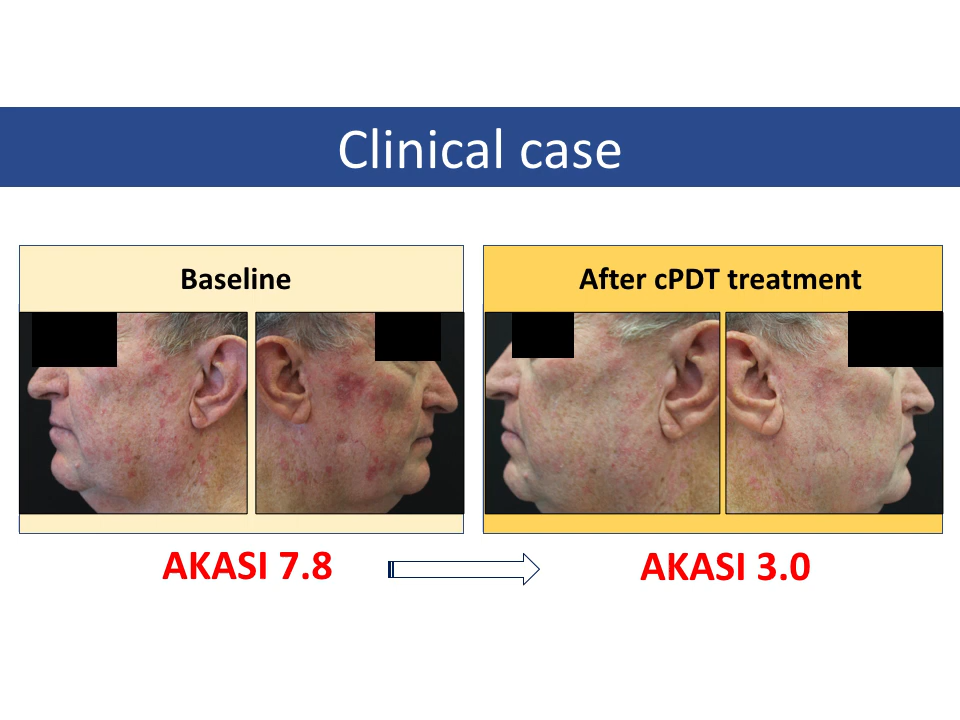 Clinical case
Baseline
After cPDT treatment
AKASI 7.8
AKASI 3.0